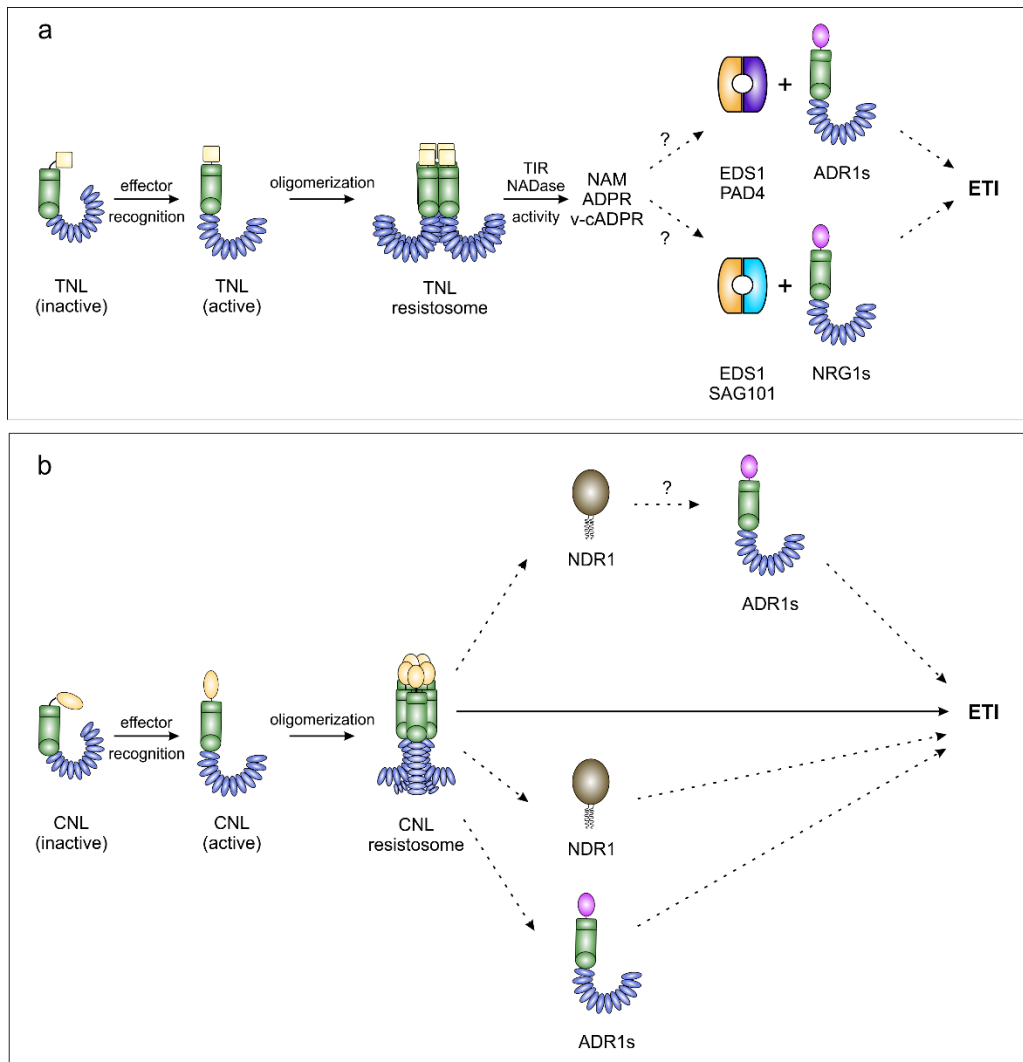 a
effector
recognition
oligomerization
TIR
NADase
activity
NAM
ADPR
v-cADPR
?
?
+
+
EDS1
PAD4
ADR1s
ETI
TNL
(inactive)
TNL
(active)
TNL
resistosome
EDS1
SAG101
NRG1s
b
?
NDR1
ADR1s
effector
recognition
oligomerization
ETI
CNL
(inactive)
CNL
(active)
CNL
resistosome
NDR1
ADR1s